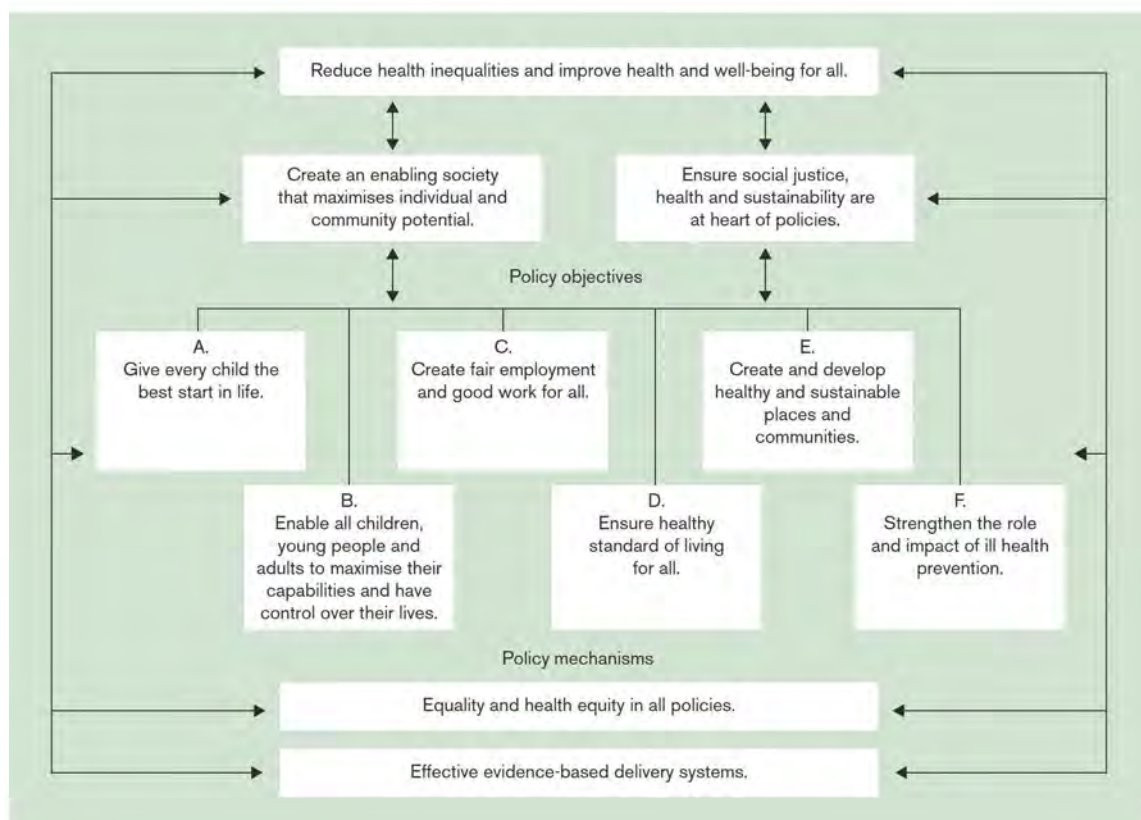 Reduce health inequalities and improve health and well-being for all.
Create an enabling society
that maximises individual and
community potential.
Ensure social justice,
health and sustainability are
at heart of policies.
Policy objectives
A.
Give every child the
best start in life.
C.
Create fair employment
and good work for all.
E.
Create and develop
healthy and sustainable
places and
communities.
B.
Enable all children,
young people and
adults to maximise their
capabilities and have
control over their lives.
D.
Ensure healthy
standard of living
for all.
F.
Strengthen the role
and impact of ill health
prevention.
Policy mechanisms
Equality and health equity in all policies.
Effective evidence-based delivery systems.